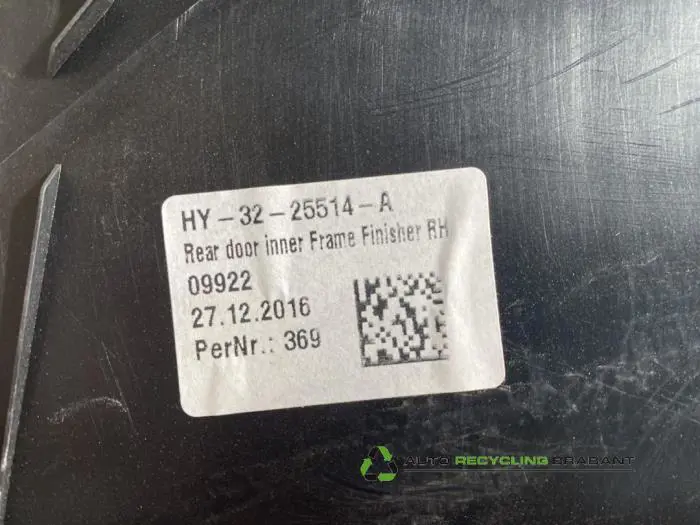 HY-32-25514-A
Rear door inner Frame Finisher RH
09922
27.12.2016
PerNr.: 369
AUTO RECYCLING BRABANT